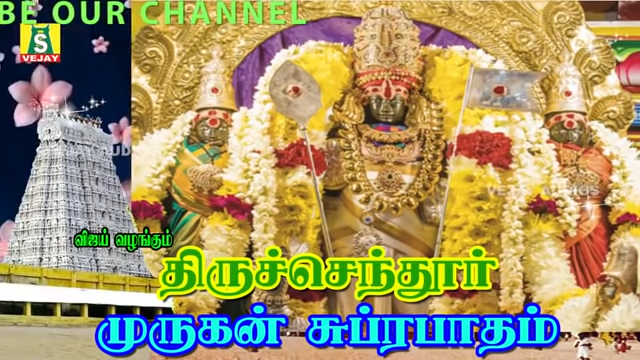 BE OUR CHANNEL
S
VEJAY
விஜய் வழங்கும்
திருச்செந்தூர்
முருகன் சுப்ரபாதம்